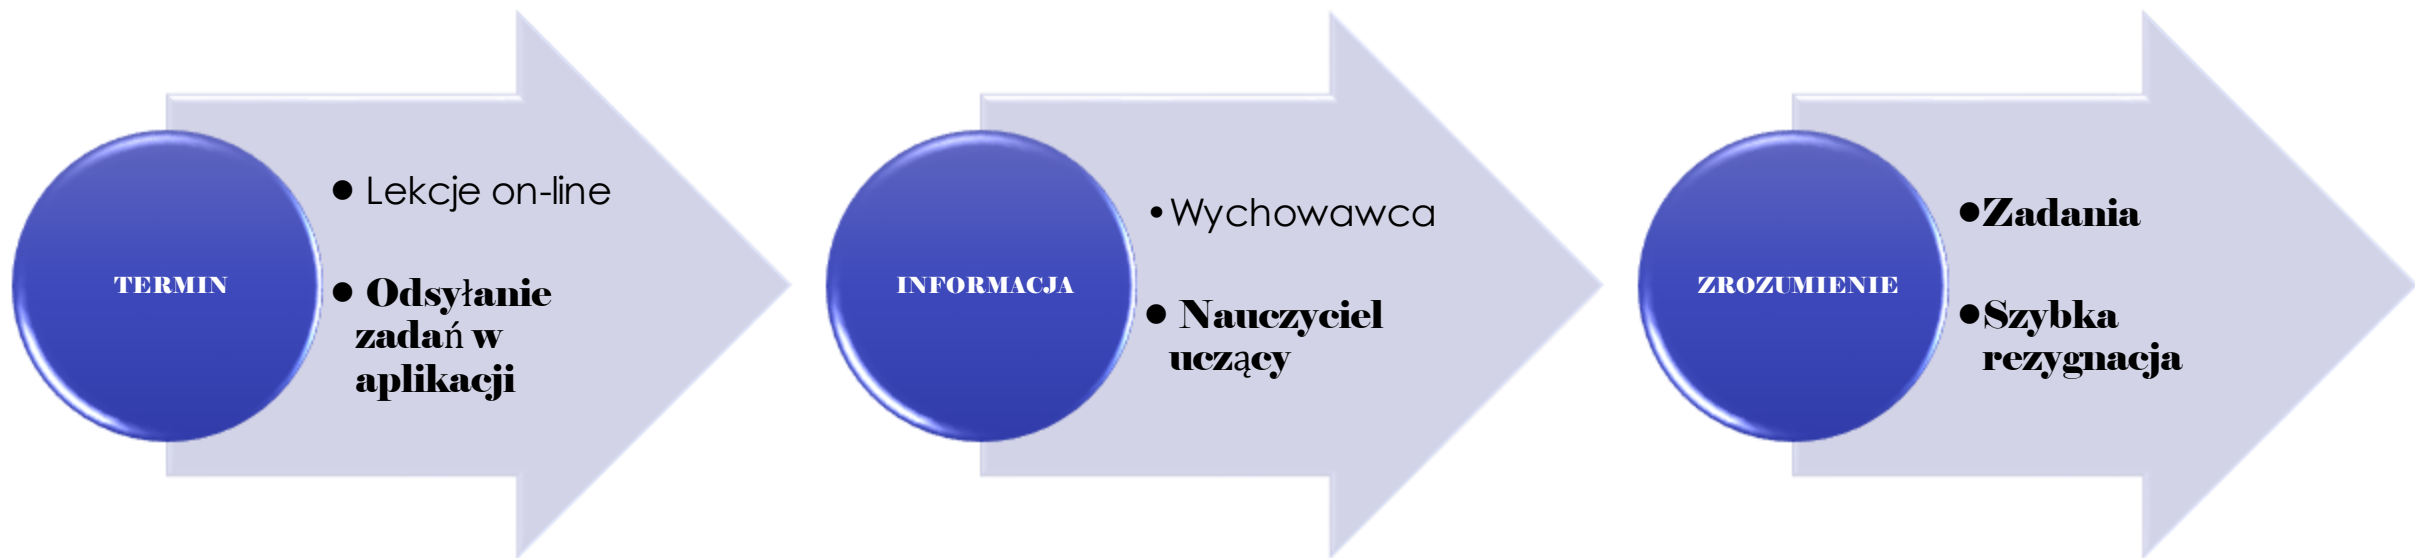 TERMIN
● Lekcje on-line
● Odsyłanie
zadań w
aplikacji
INFORMACJA
•Wychowawca
● Nauczyciel
uczący
ZROZUMIENIE
●Zadania
●Szybka
rezygnacja